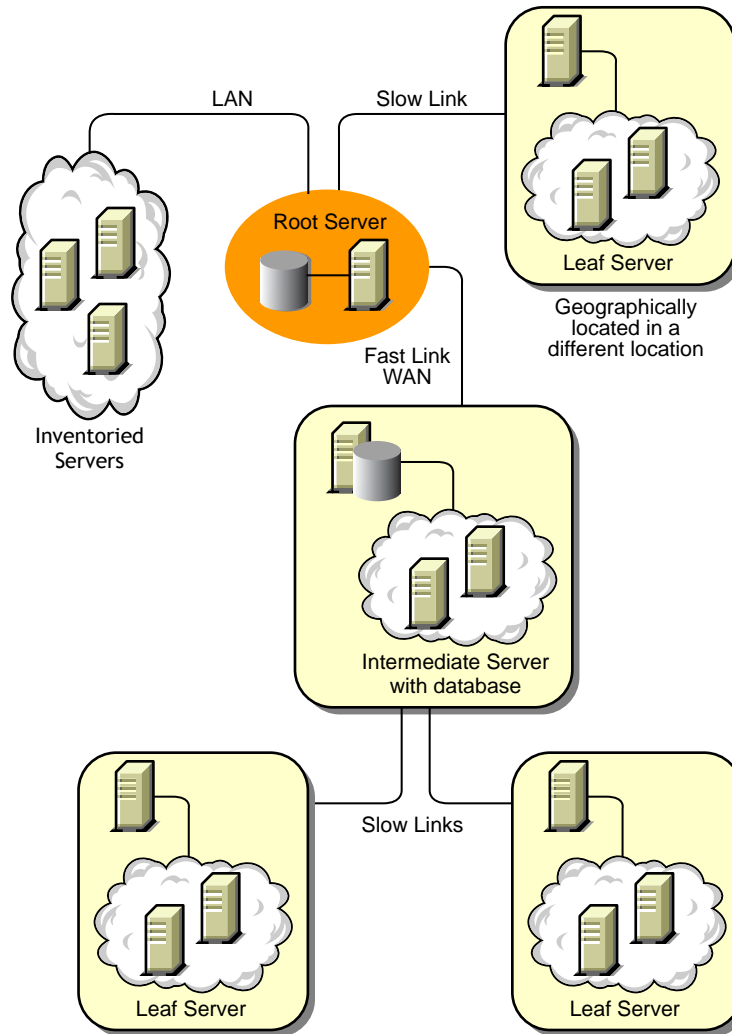 LAN
Slow Link
Root Server
Leaf Server
Geographically
located in a
different location
Fast Link
WAN
Inventoried
Servers
Intermediate Server
with database
Slow Links
Leaf Server
Leaf Server